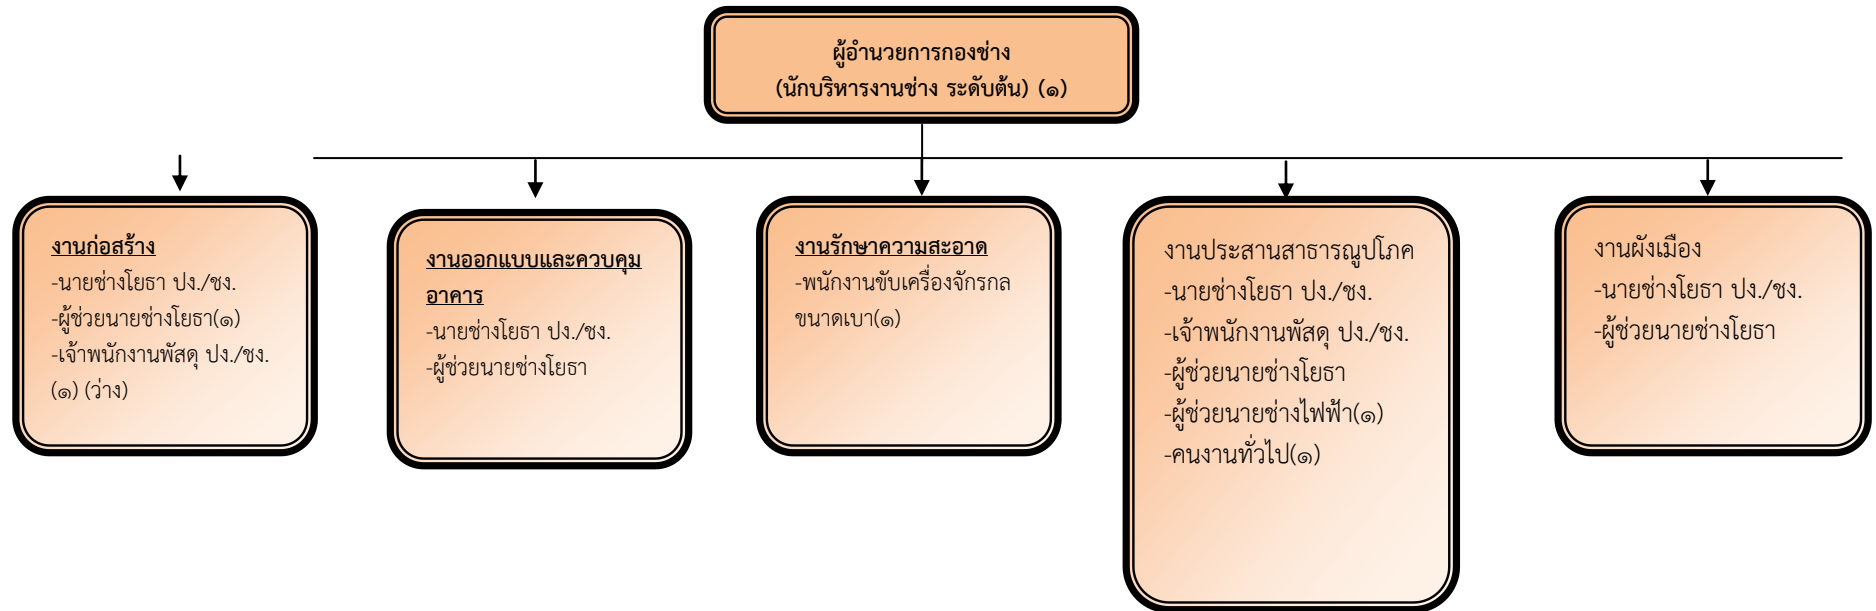 ผู้อำนวยการกองช่าง
(นักบริหารงานช่าง ระดับต้น) (๑)
งานก่อสร้าง
-นายช่างโยธา ปง./ชง.
-ผู้ช่วยนายช่างโยธา(๑)
-เจ้าพนักงานพัสดุ ปง./ชง.
(๑) (ว่าง)
งานออกแบบและควบคุม
อาคาร
-นายช่างโยธา ปง./ชง.
-ผู้ช่วยนายช่างโยธา
งานรักษาความสะอาด
-พนักงานขับเครื่องจักรกล
ขนาดเบา(๑)
งานประสานสาธารณูปโภค
-นายช่างโยธา ปง./ชง.
-เจ้าพนักงานพัสดุ ปง./ชง.
-ผู้ช่วยนายช่างโยธา
-ผู้ช่วยนายช่างไฟฟ้า(๑)
-คนงานทั่วไป(๑)
งานผังเมือง
-นายช่างโยธา ปง./ชง.
-ผู้ช่วยนายช่างโยธา